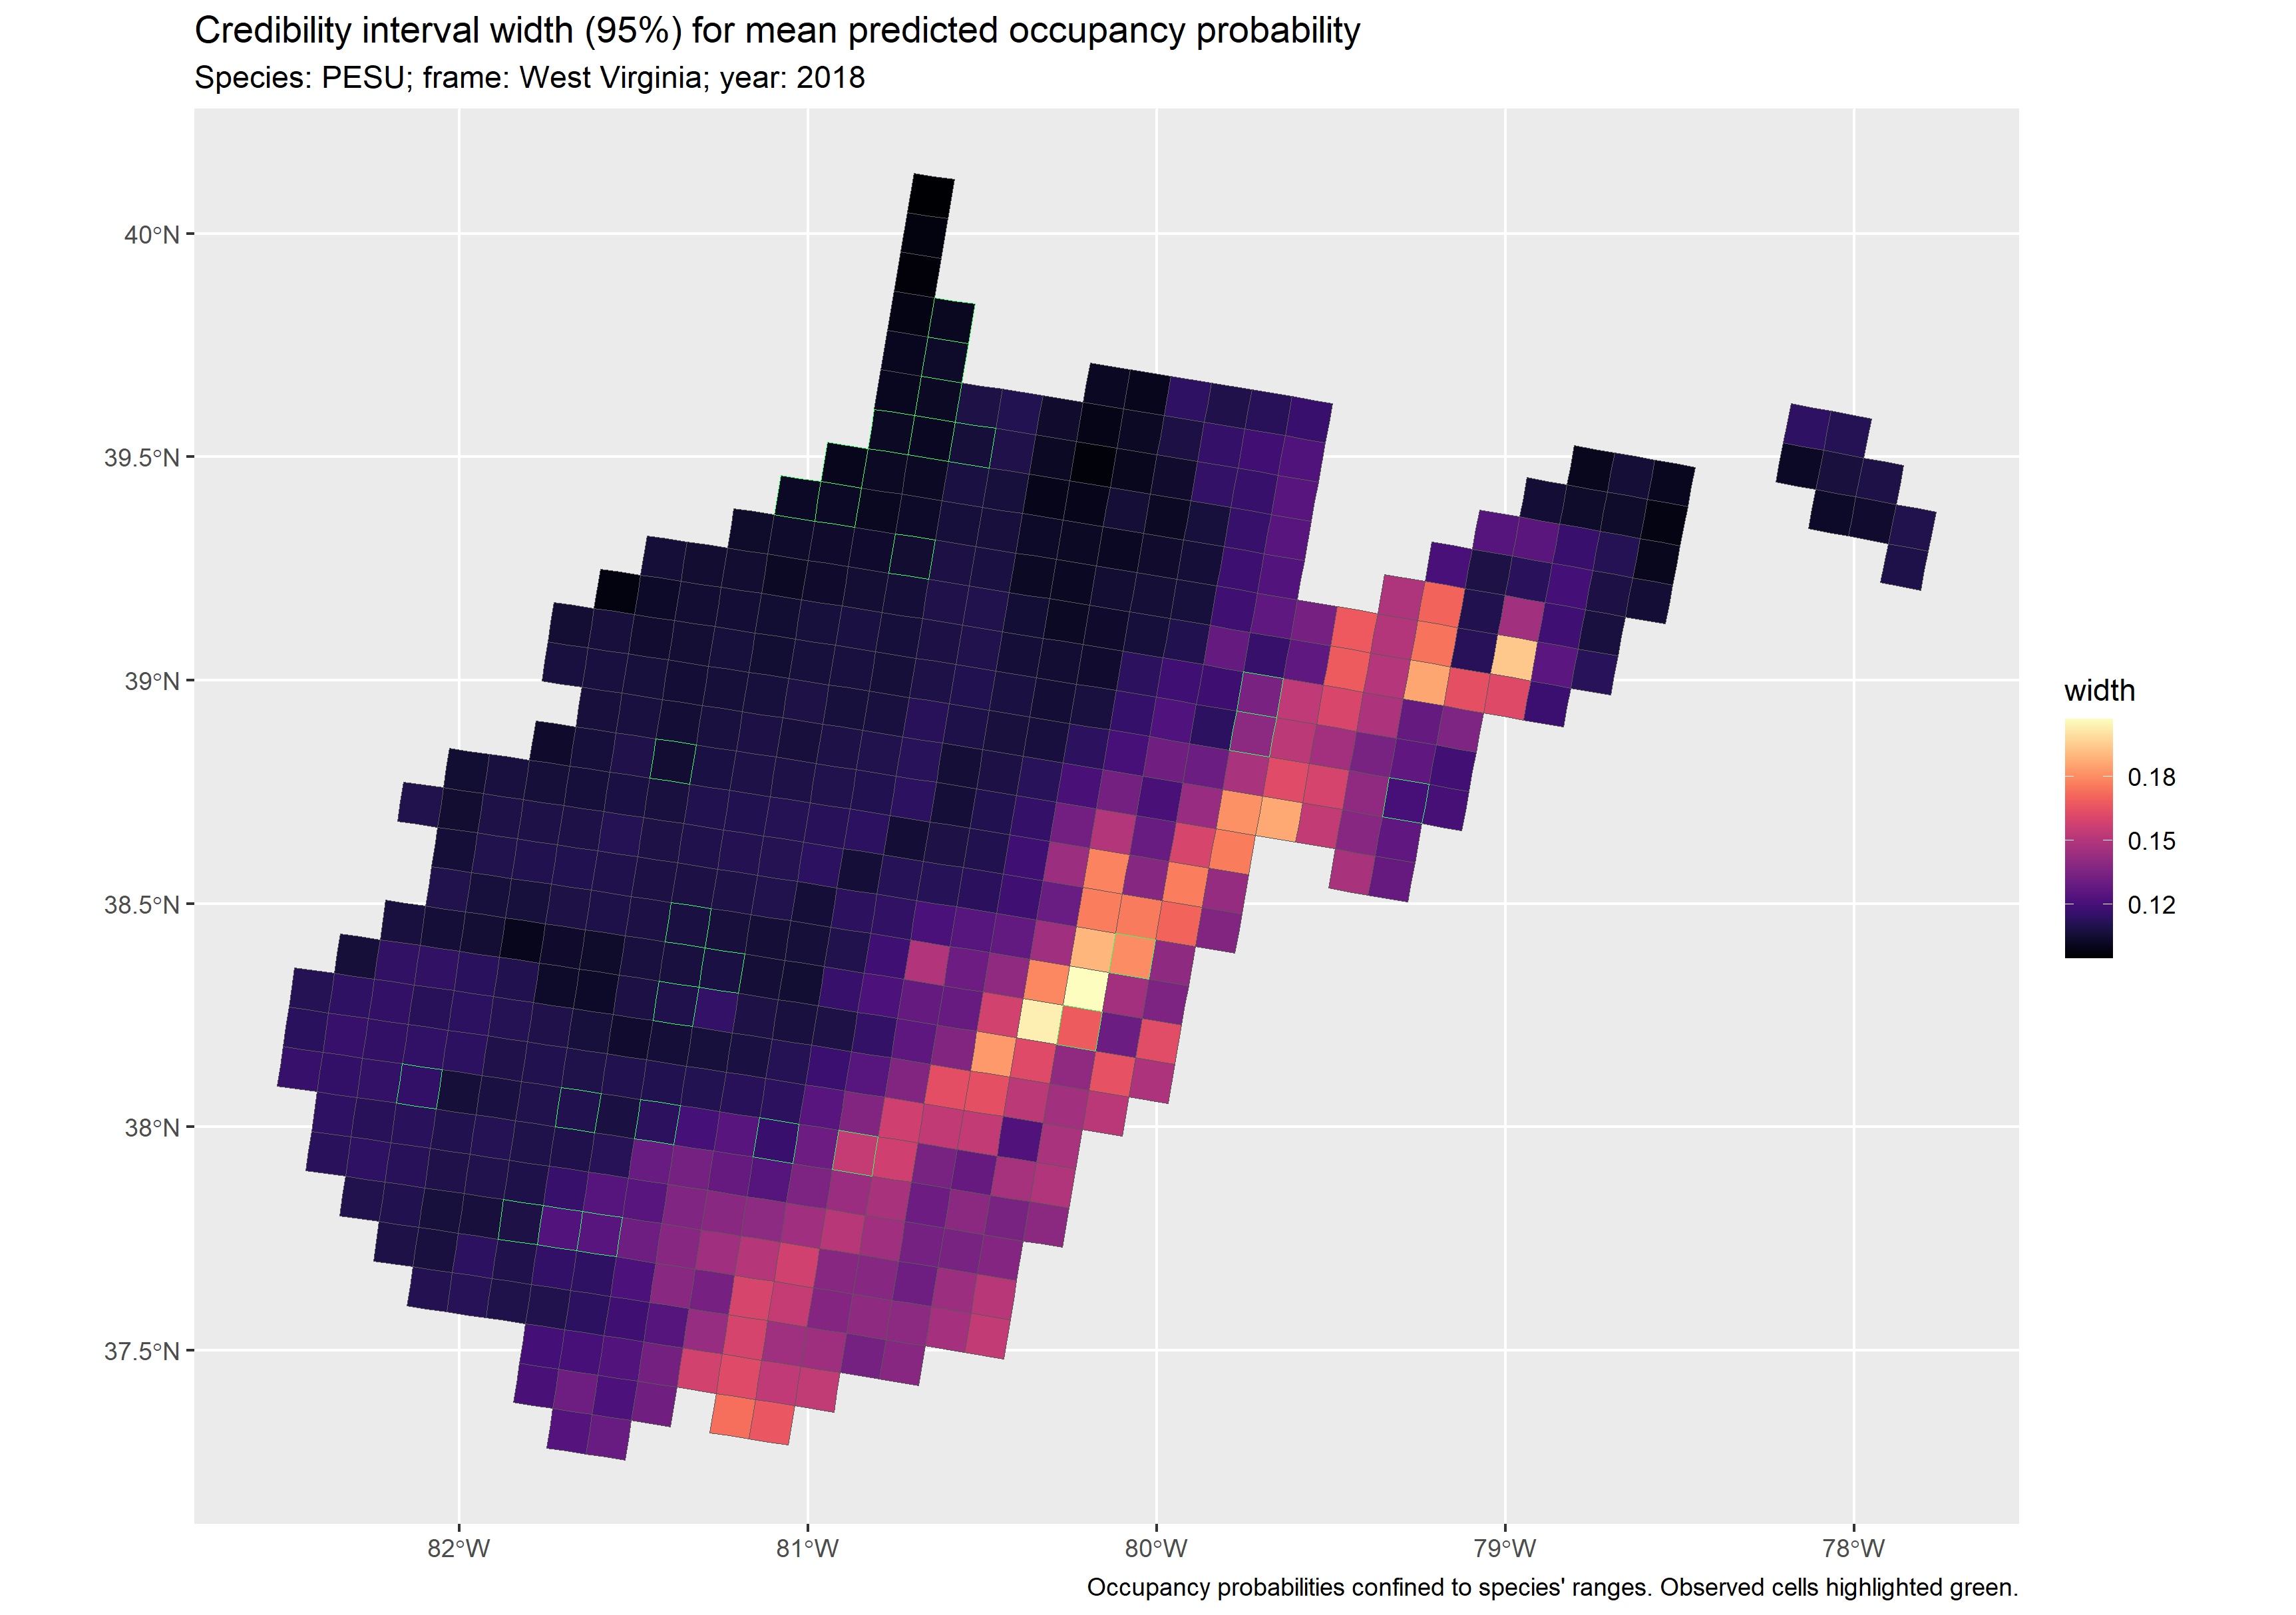 Credibility interval width (95%) for mean predicted occupancy probability
Species: PESU; frame: West Virginia; year: 2018
40°N
39.5°N
39°N
38.5°N
38°N
37.5°N
82°W
81°W
80°W
79°W
78°W
width
0.18
0.15
0.12
Occupancy probabilities confined to species' ranges. Observed cells highlighted green.